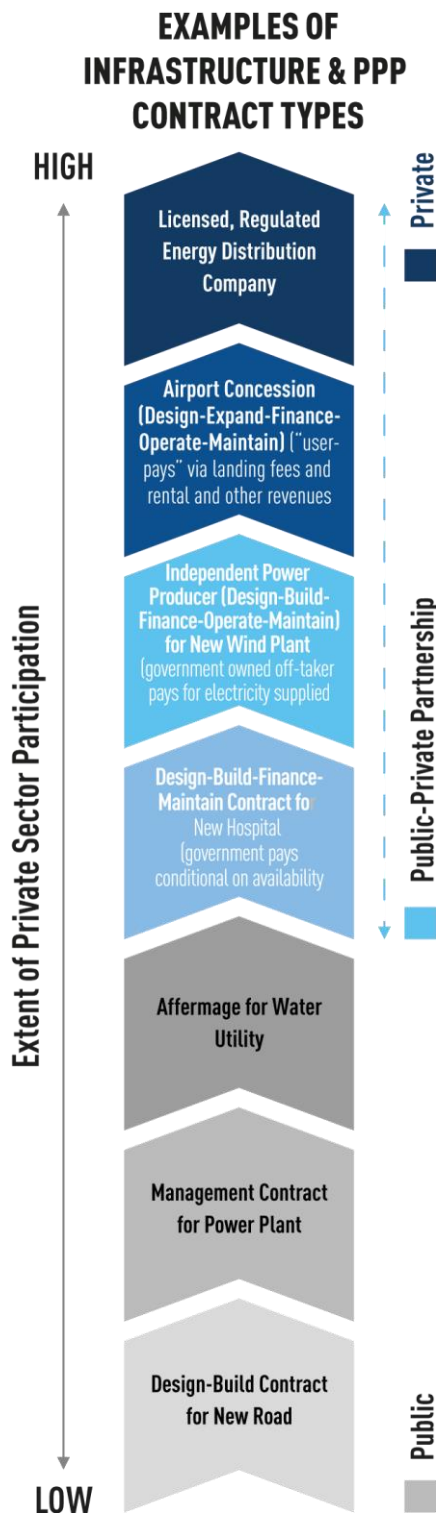 EXAMPLES OF
INFRASTRUCTURE & PPP
CONTRACT TYPES
HIGH
Private
Licensed, Regulated
Energy Distribution
Company
Airport Concession
(Design-Expand-Finance-
Operate-Maintain) ("user-
pays" via landing fees and
rental and other revenues
Independent Power
Producer (Design-Build-
Finance-Operate-Maintain)
for New Wind Plant
(government owned off-taker
pays for electricity supplied
Extent of Private Sector Participation
Public-Private Partnership
Design-Build-Finance-
Maintain Contract for
New Hospital
(government pays
conditional on availability
Affermage for Water
Utility
Management Contract
for Power Plant
Design-Build Contract
for New Road
Public
LOW